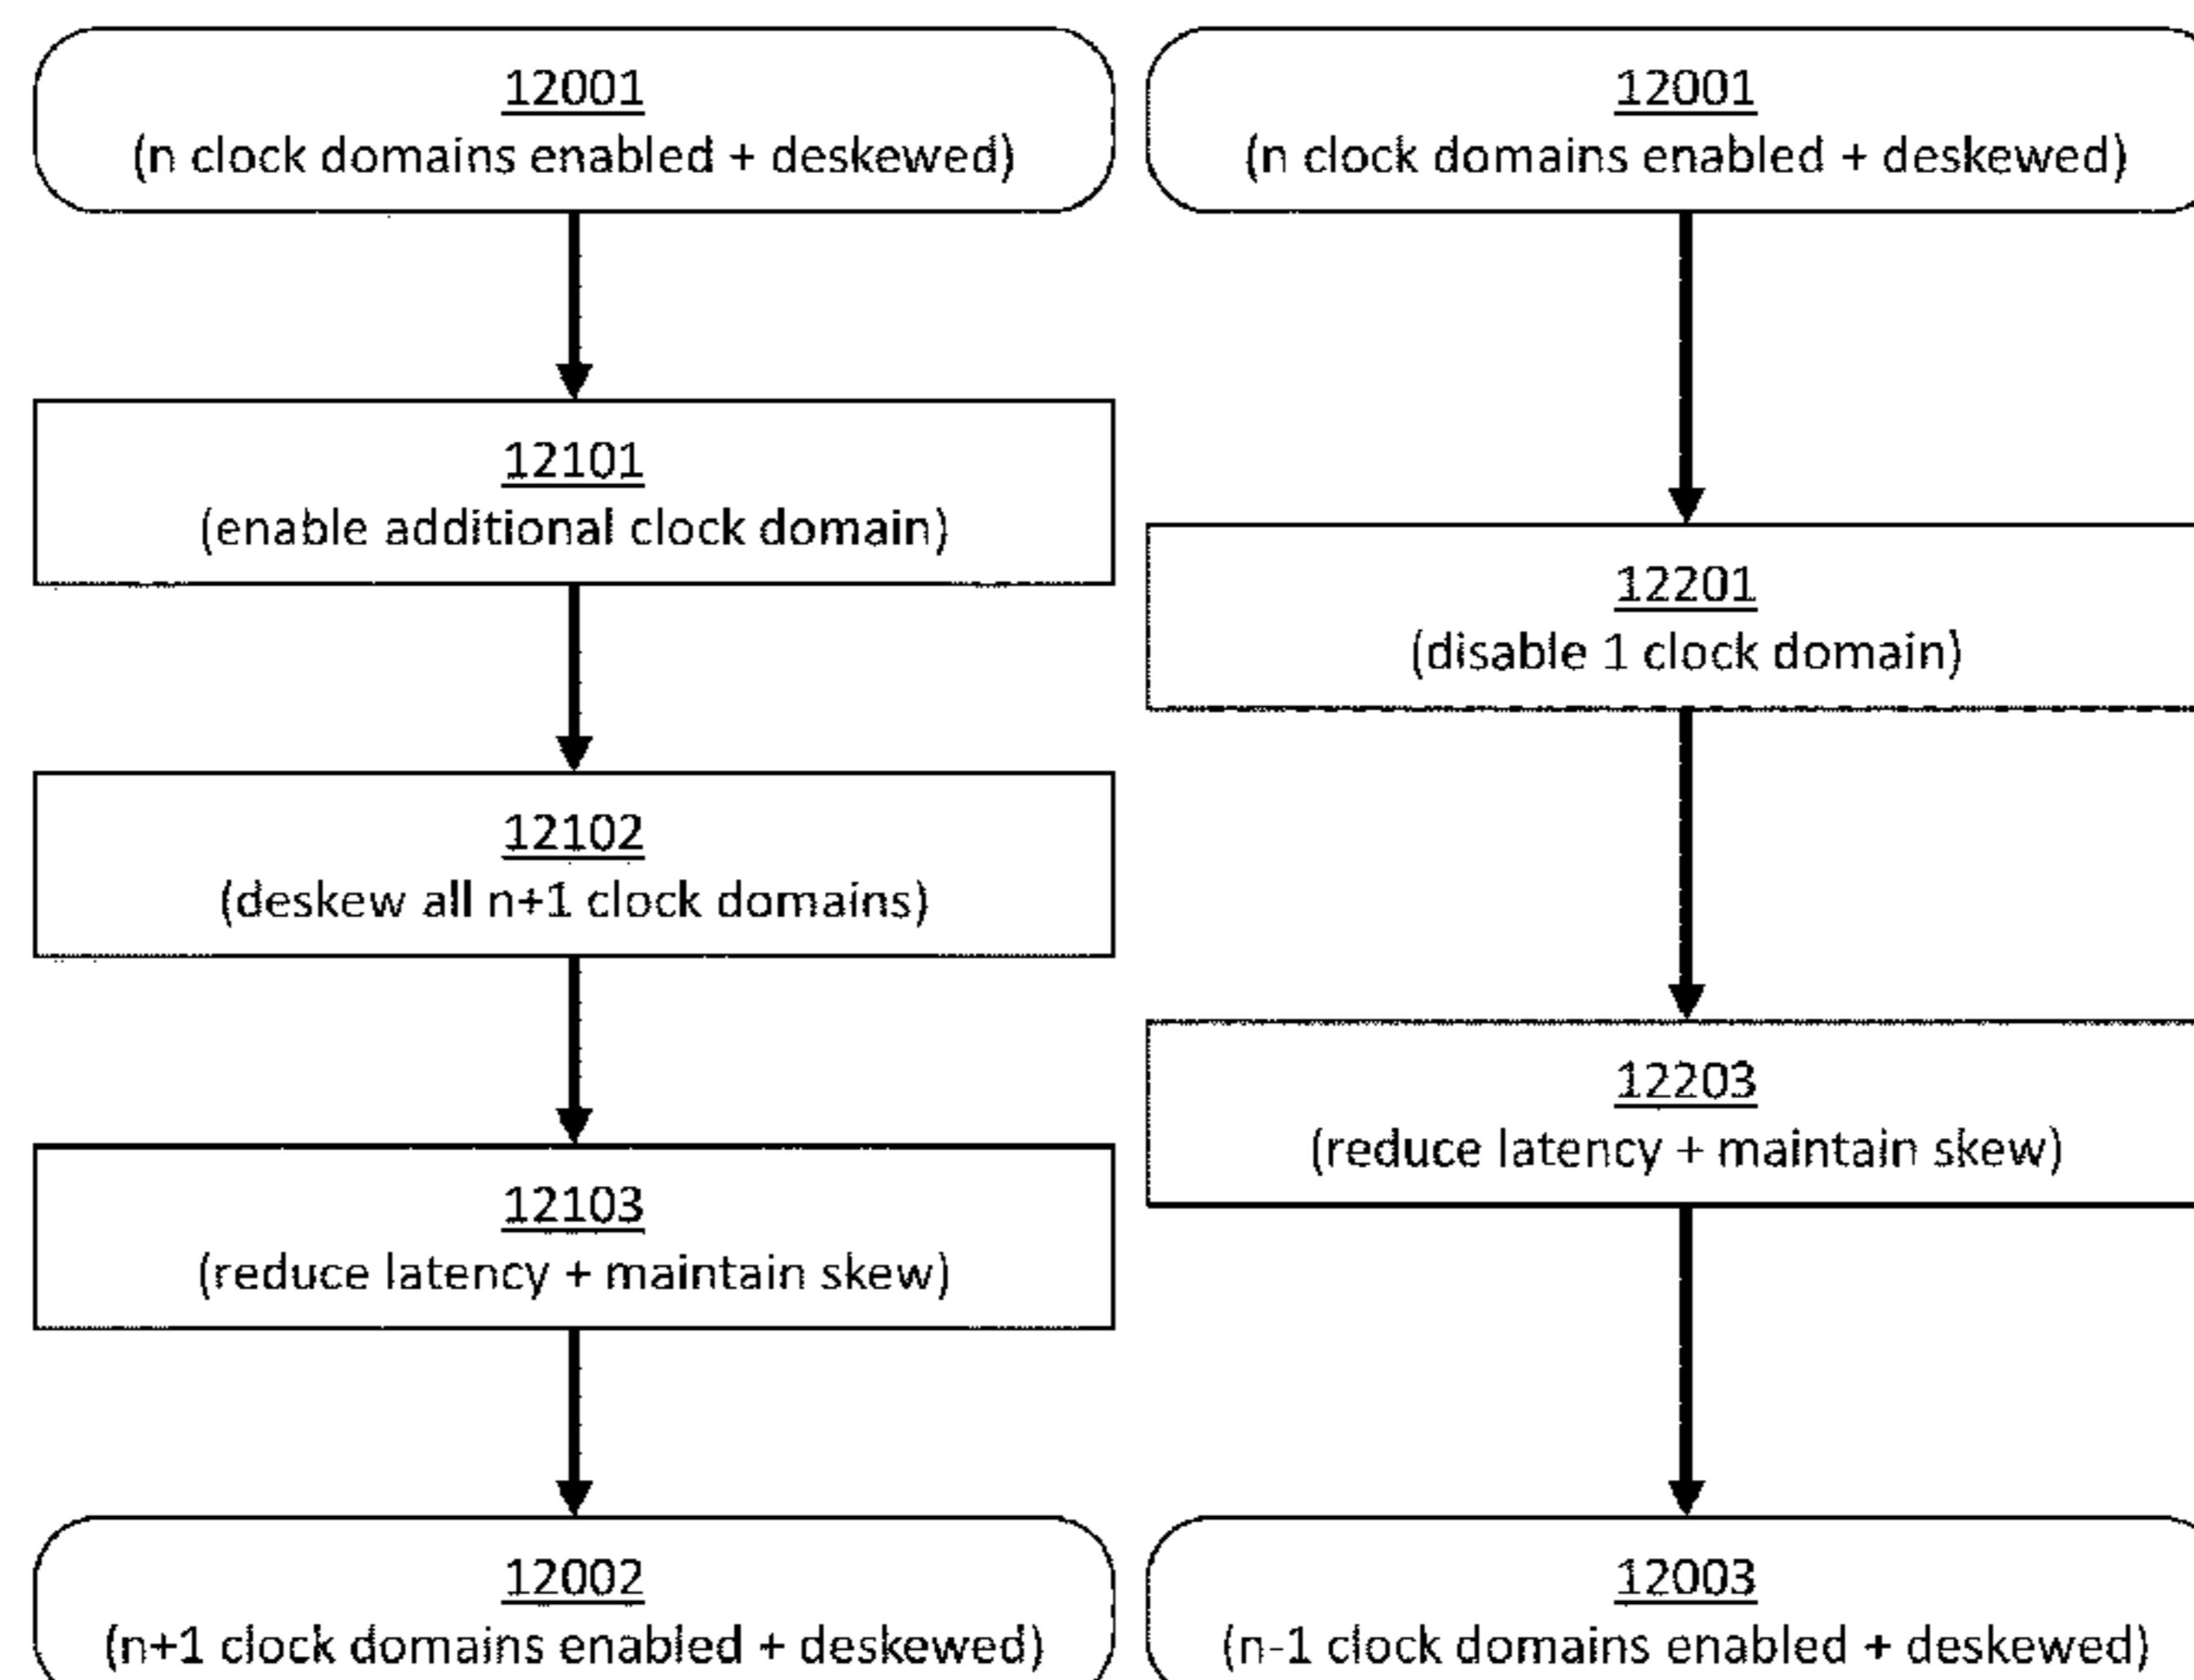 12001
(n clock domains enabled + deskewed)
12101
(enable additional clock domain)
12102
(deskew all n+1 clock domains)
12103
(reduce latency + maintain skew)
12002
(n+1 clock domains enabled + deskewed)
12001
(n clock domains enabled + deskewed)
12201
(disable 1 clock domain)
12203
(reduce latency + maintain skew)
12003
(n-1 clock domains enabled + deskewed)